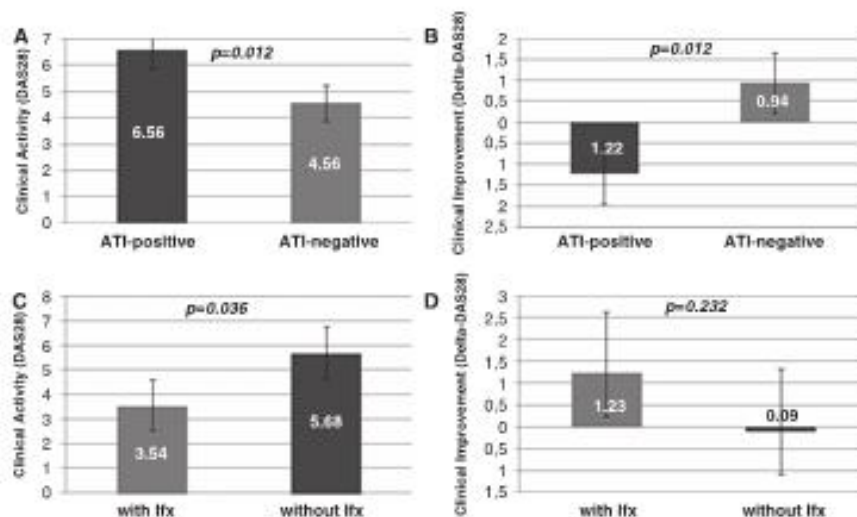 A
Clinical Activity (DAS28)
7
6
5
4
3
2
1
0
p=0.012
6.56
4.56
ATI-positive
ATI-negative
B
Clinical Improvement (Delta-DAS28)
2
1,5
1
0,5
0
0,5
1
1,5
2
2,5
p=0.012
1.22
0.94
ATI-positive
ATI-negative
C
Clinical Activity (DAS28)
8
7
6
5
4
3
2
1
0
p=0.036
3.54
5.68
with Ifx
without Ifx
D
Clinical Improvement (Delta-DAS28)
3
2,5
2
1,5
1
0,5
0
0,5
1
1,5
p=0.232
1.23
0.09
with Ifx
without Ifx